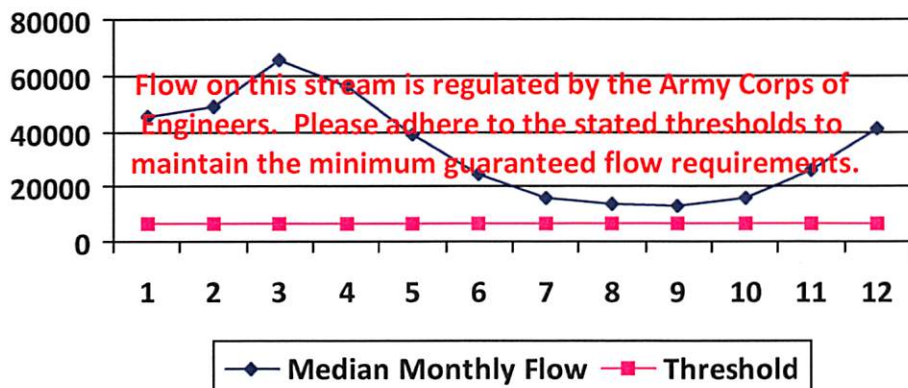 80000
60000
40000
20000
0
Flow on this stream is regulated by the Army Corps of
Engineers. Please adhere to the stated thresholds to
maintain the minimum guaranteed flow requirements.
1 2 3 4 5 6 7 8 9 10 11 12
Median Monthly Flow Threshold